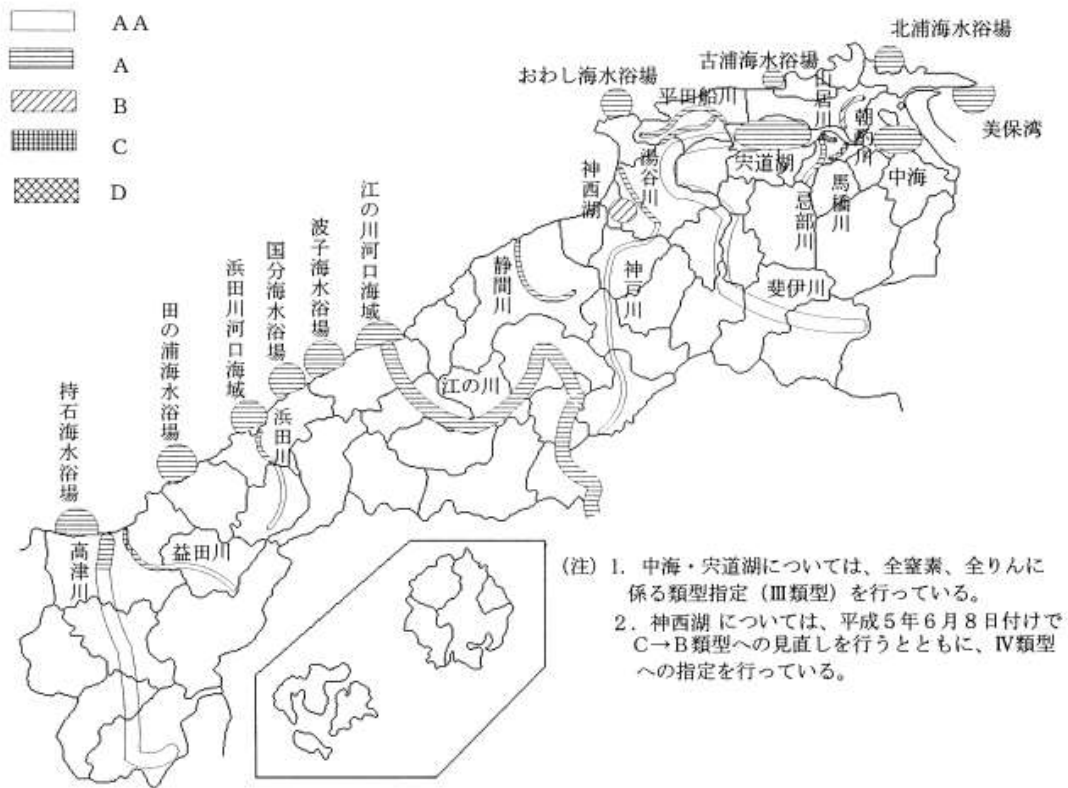 AA
A
B
C
D
北浦海水浴場
古浦海水浴場
おわし海水浴場
平田船川
山居川
朝酌川
美保湾
湯谷川
宍道湖
中海
神西湖
忌部川
馬橋川
江の川河口海域
波子海水浴場
国分海水浴場
浜田川河口海域
田の浦海水浴場
持石海水浴場
静間川
神戸川
斐伊川
江の川
浜田川
益田川
高津川
(注) 1. 中海・宍道湖については、全窒素、全りんに
係る類型指定(Ⅲ類型)を行っている。
2. 神西湖 については、平成5年6月8日付けで
C→B類型への見直しを行うとともに、Ⅳ類型
への指定を行っている。